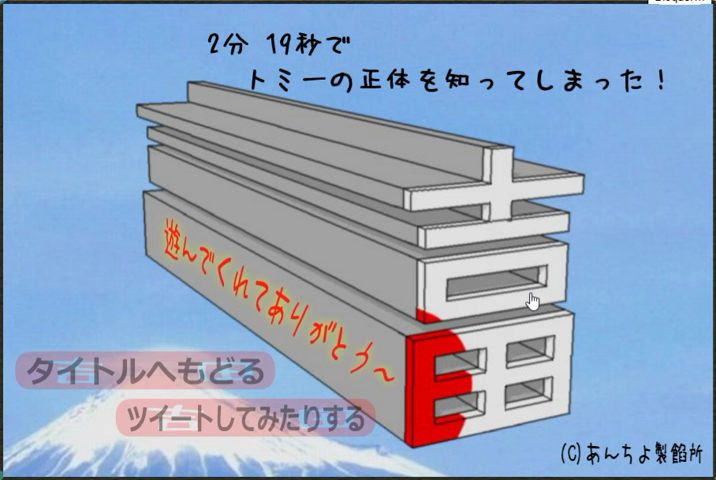 2分 19秒で
トミーの正体を知ってしまった！
遊んでくれてありがとう～
タイトルへもどる
ツイートしてみたりする
(C)あんちよ製餡所